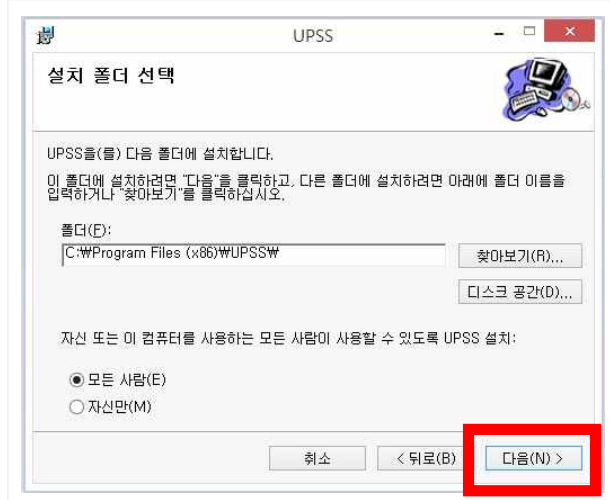 UPSS
설치 폴더 선택
UPSS을(를) 다음 폴더에 설치합니다.
이 폴더에 설치하려면 "다음"을 클릭하고, 다른 폴더에 설치하려면 아래에 폴더 이름을
입력하거나 "찾아보기"를 클릭하십시오.
폴더(F):
C:₩Program Files (x86)₩UPSS₩
찾아보기(R)...
디스크 공간(D)...
자신 또는 이 컴퓨터를 사용하는 모든 사람이 사용할 수 있도록 UPSS 설치:
모든 사람(E)
자신만(M)
취소
< 뒤로(B)
다음(N) >